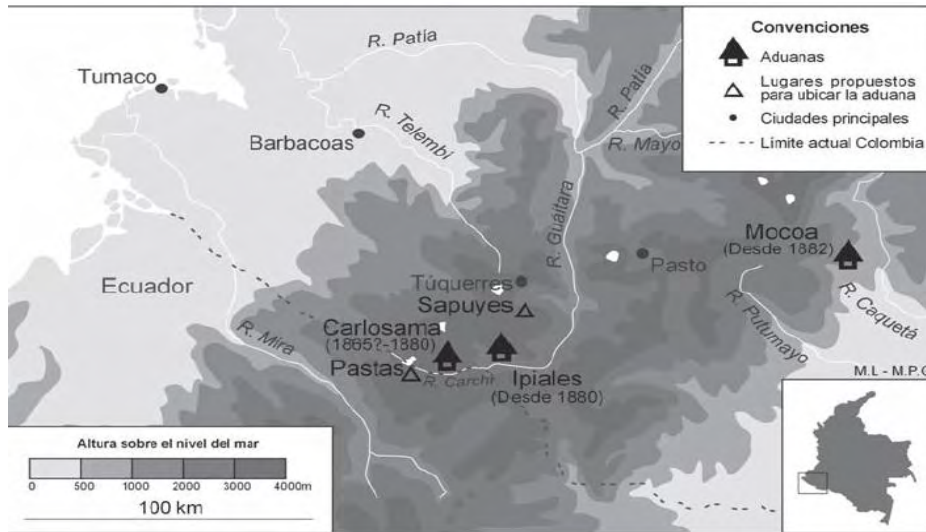 Convenciones
Aduanas
Lugares propuestos
para ubicar la aduana
Ciudades principales
Límite actual Colombia
R. Patía
R. Patía
Tumaco
R. Telembí
Barbacoas
R. Mayo
R. Guáitara
Mocoa
(Desde 1882)
Pasto
Ecuador
Túquerres
Sapuyes
R. Caquetá
Carlosama
(1865?-1880)
R. Putumayo
R. Mira
Pastas
R. Carchi
Ipiales
(Desde 1880)
M.L - M.P.C
Altura sobre el nivel del mar
0 500 1000 2000 3000 4000m
100 km